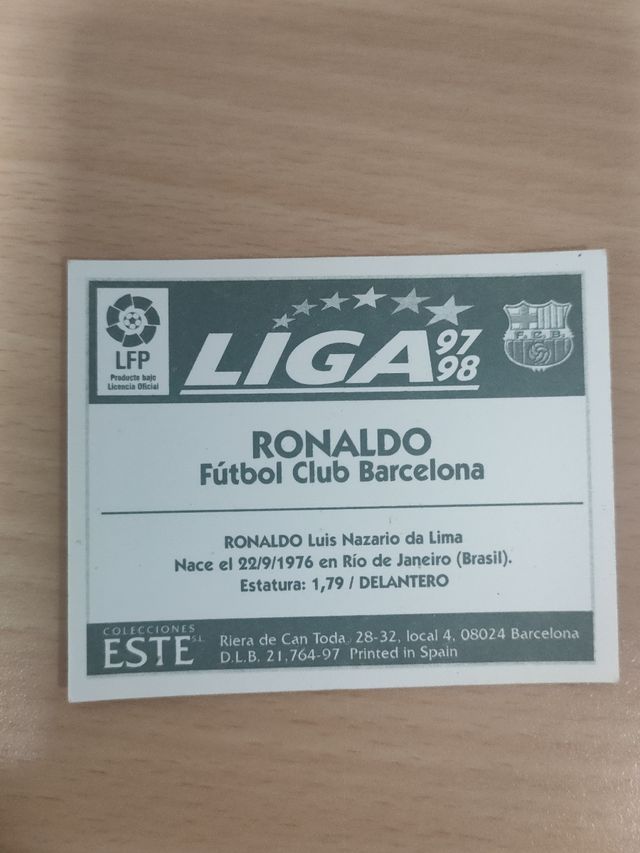 LFP
Producto bajo
Licencia Oficial
LIGA 97
98
F.C.B.
RONALDO
Fútbol Club Barcelona
RONALDO Luis Nazario da Lima
Nace el 22/9/1976 en Río de Janeiro (Brasil).
Estatura: 1,79 / DELANTERO
COLECCIONES
ESTE S.L.
Riera de Can Toda, 28-32, local 4, 08024 Barcelona
D.L.B. 21,764-97 Printed in Spain